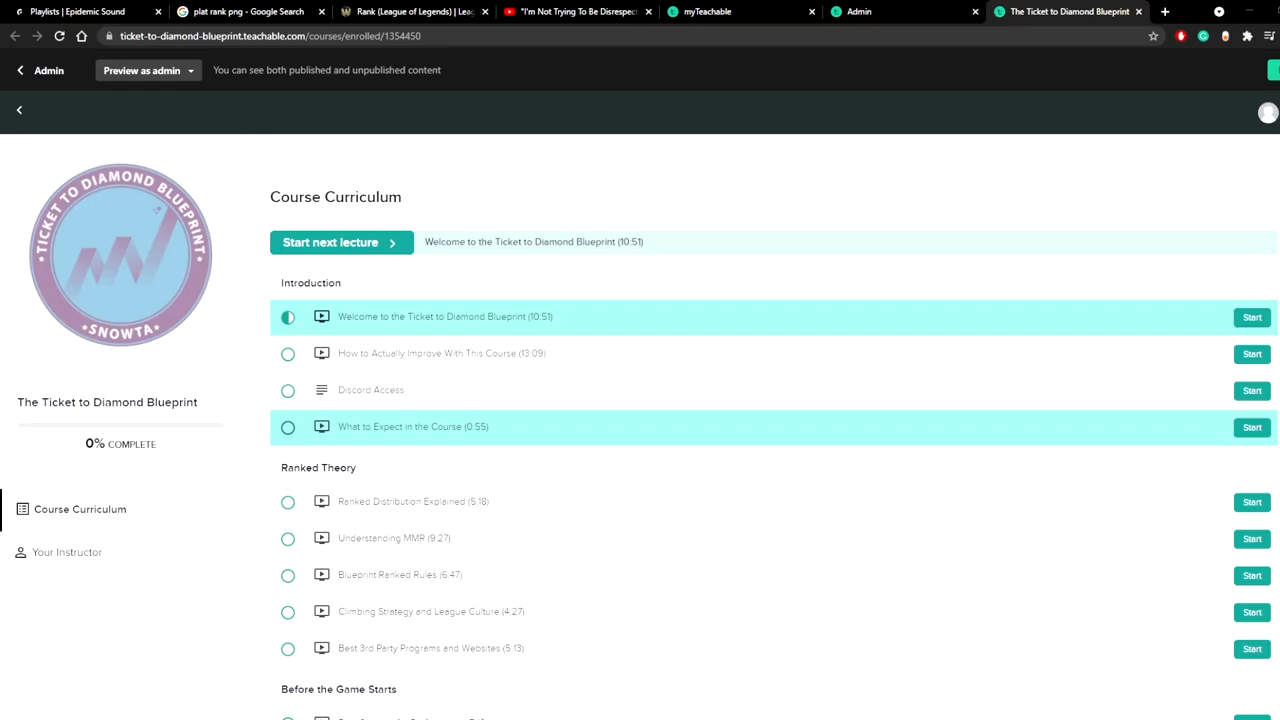 Playlists | Epidemic Sound
plat rank png - Google Search
Rank (League of Legends) | Leag
"I'm Not Trying To Be Disrespect
myTeachable
Admin
The Ticket to Diamond Blueprint
ticket-to-diamond-blueprint.teachable.com/courses/enrolled/1354450
Admin
Preview as admin
You can see both published and unpublished content
TICKET TO DIAMOND BLUEPRINT
SNOWTA
The Ticket to Diamond Blueprint
0% COMPLETE
Course Curriculum
Your Instructor
Course Curriculum
Start next lecture
Welcome to the Ticket to Diamond Blueprint (10:51)
Introduction
Welcome to the Ticket to Diamond Blueprint (10:51) Start
How to Actually Improve With This Course (13:09) Start
Discord Access Start
What to Expect in the Course (0:55) Start
Ranked Theory
Ranked Distribution Explained (5:18) Start
Understanding MMR (9:27) Start
Blueprint Ranked Rules (6:47) Start
Climbing Strategy and League Culture (4:27) Start
Best 3rd Party Programs and Websites (5:13) Start
Before the Game Starts